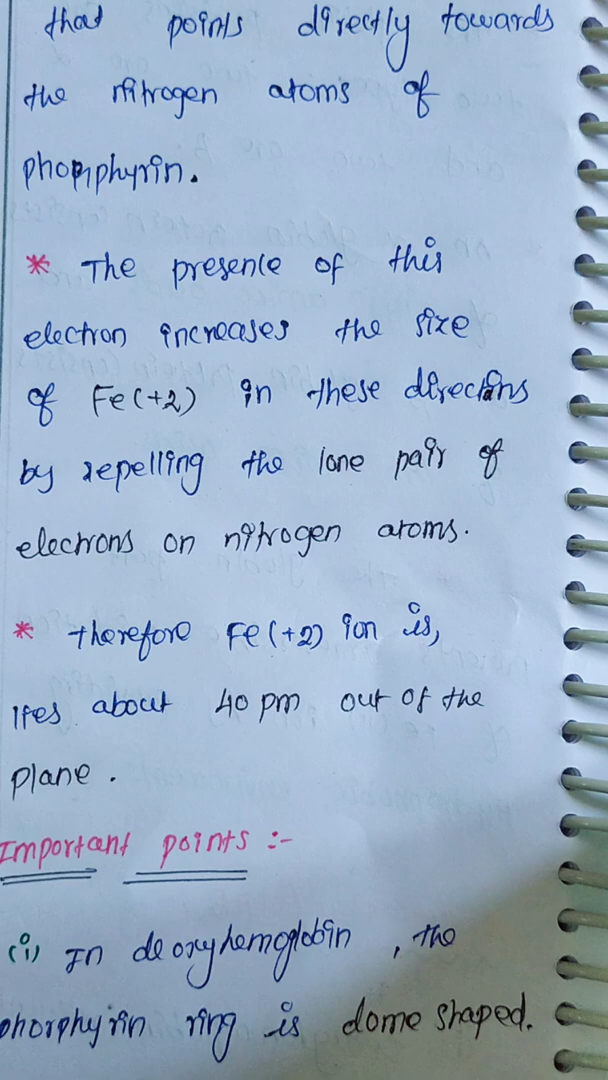 that points directly towards
the nitrogen atoms of
phorphyrin.
* The presence of this
electron increases the size
of Fe(+2) in these directions
by repelling the lone pair of
electrons on nitrogen atoms.
* therefore Fe(+2) ion is,
lies about 40 pm out of the
plane.
Important points :-
(i) In deoxyhemoglobin, the
phorphyrin ring is dome shaped.